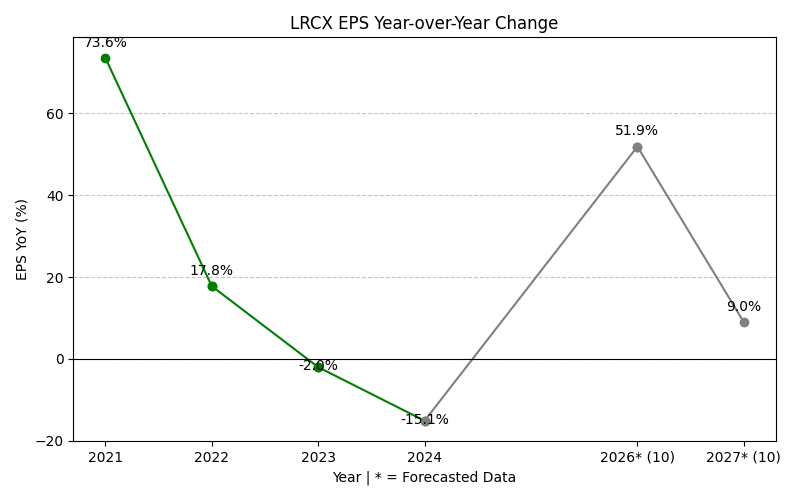 LRCX EPS Year-over-Year Change
73.6%
17.8%
-2.0%
-15.1%
51.9%
9.0%
60
40
20
0
−20
EPS YoY (%)
2021 2022 2023 2024 2026* (10) 2027* (10)
Year | * = Forecasted Data